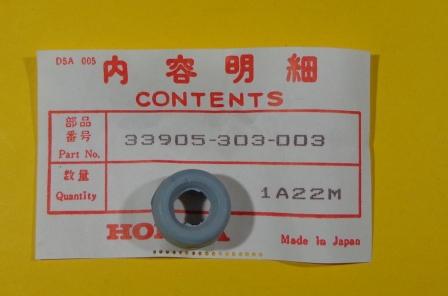 DSA 005
内容明細
CONTENTS
部品
番号
Part No.
33905-303-003
数量
Quantity
1A22M
Made in Japan